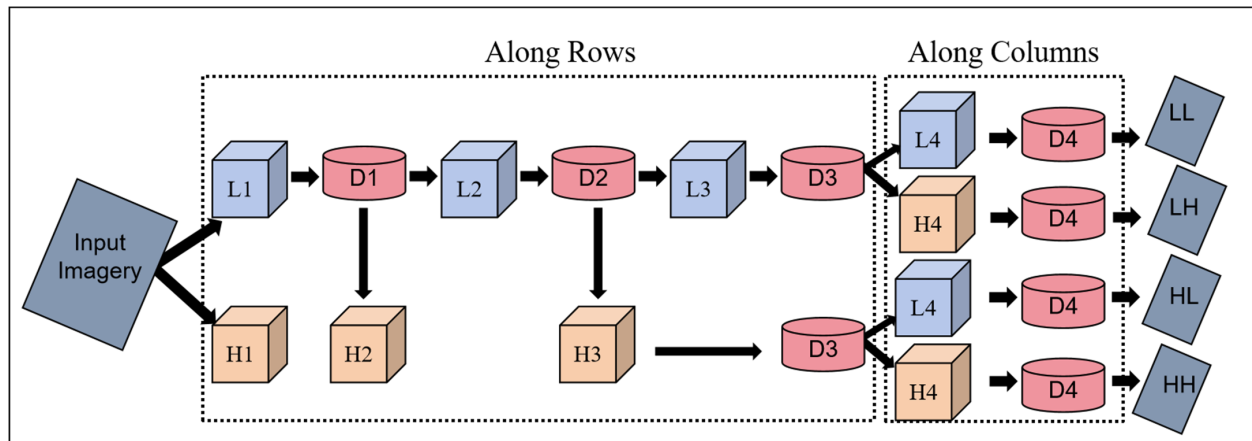 Along Rows
Along Columns
L1
D1
L2
D2
L3
D3
L4
D4
LL
H4
D4
LH
Input
Imagery
H1
H2
H3
D3
L4
D4
HL
H4
D4
HH